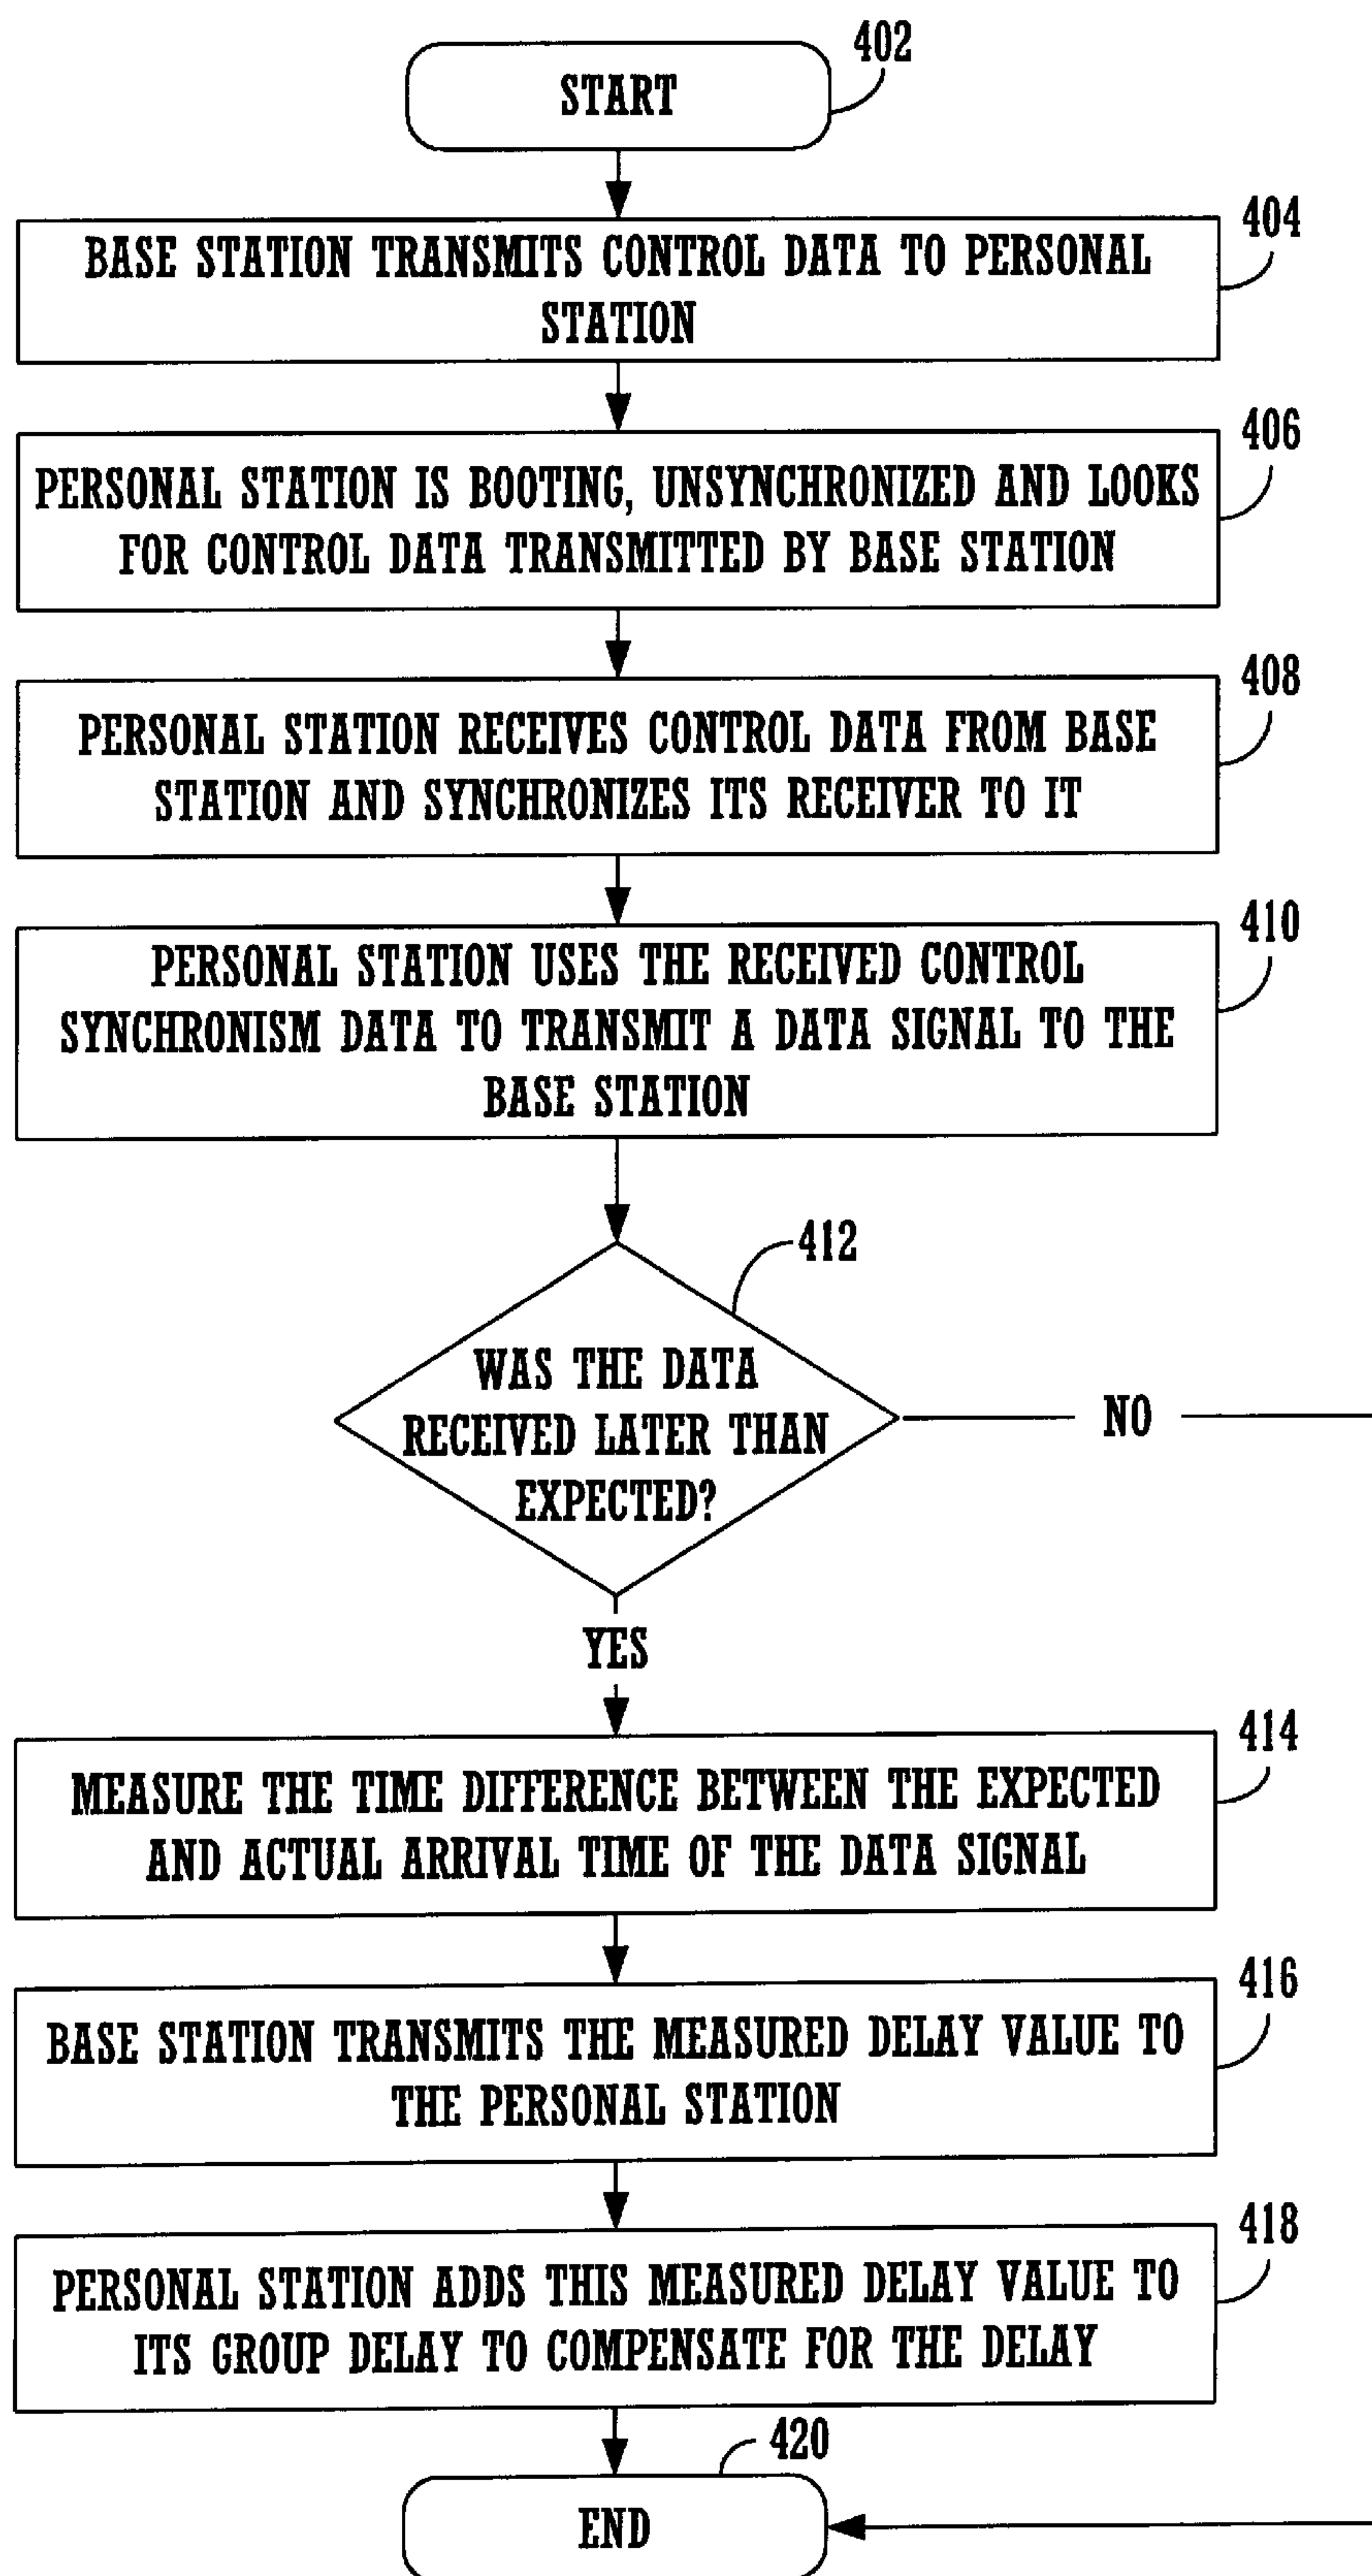 402
START
404
BASE STATION TRANSMITS CONTROL DATA TO PERSONAL
STATION
406
PERSONAL STATION IS BOOTING, UNSYNCHRONIZED AND LOOKS
FOR CONTROL DATA TRANSMITTED BY BASE STATION
408
PERSONAL STATION RECEIVES CONTROL DATA FROM BASE
STATION AND SYNCHRONIZES ITS RECEIVER TO IT
410
PERSONAL STATION USES THE RECEIVED CONTROL
SYNCHRONISM DATA TO TRANSMIT A DATA SIGNAL TO THE
BASE STATION
412
WAS THE DATA
RECEIVED LATER THAN
EXPECTED?
NO
YES
414
MEASURE THE TIME DIFFERENCE BETWEEN THE EXPECTED
AND ACTUAL ARRIVAL TIME OF THE DATA SIGNAL
416
BASE STATION TRANSMITS THE MEASURED DELAY VALUE TO
THE PERSONAL STATION
418
PERSONAL STATION ADDS THIS MEASURED DELAY VALUE TO
ITS GROUP DELAY TO COMPENSATE FOR THE DELAY
420
END